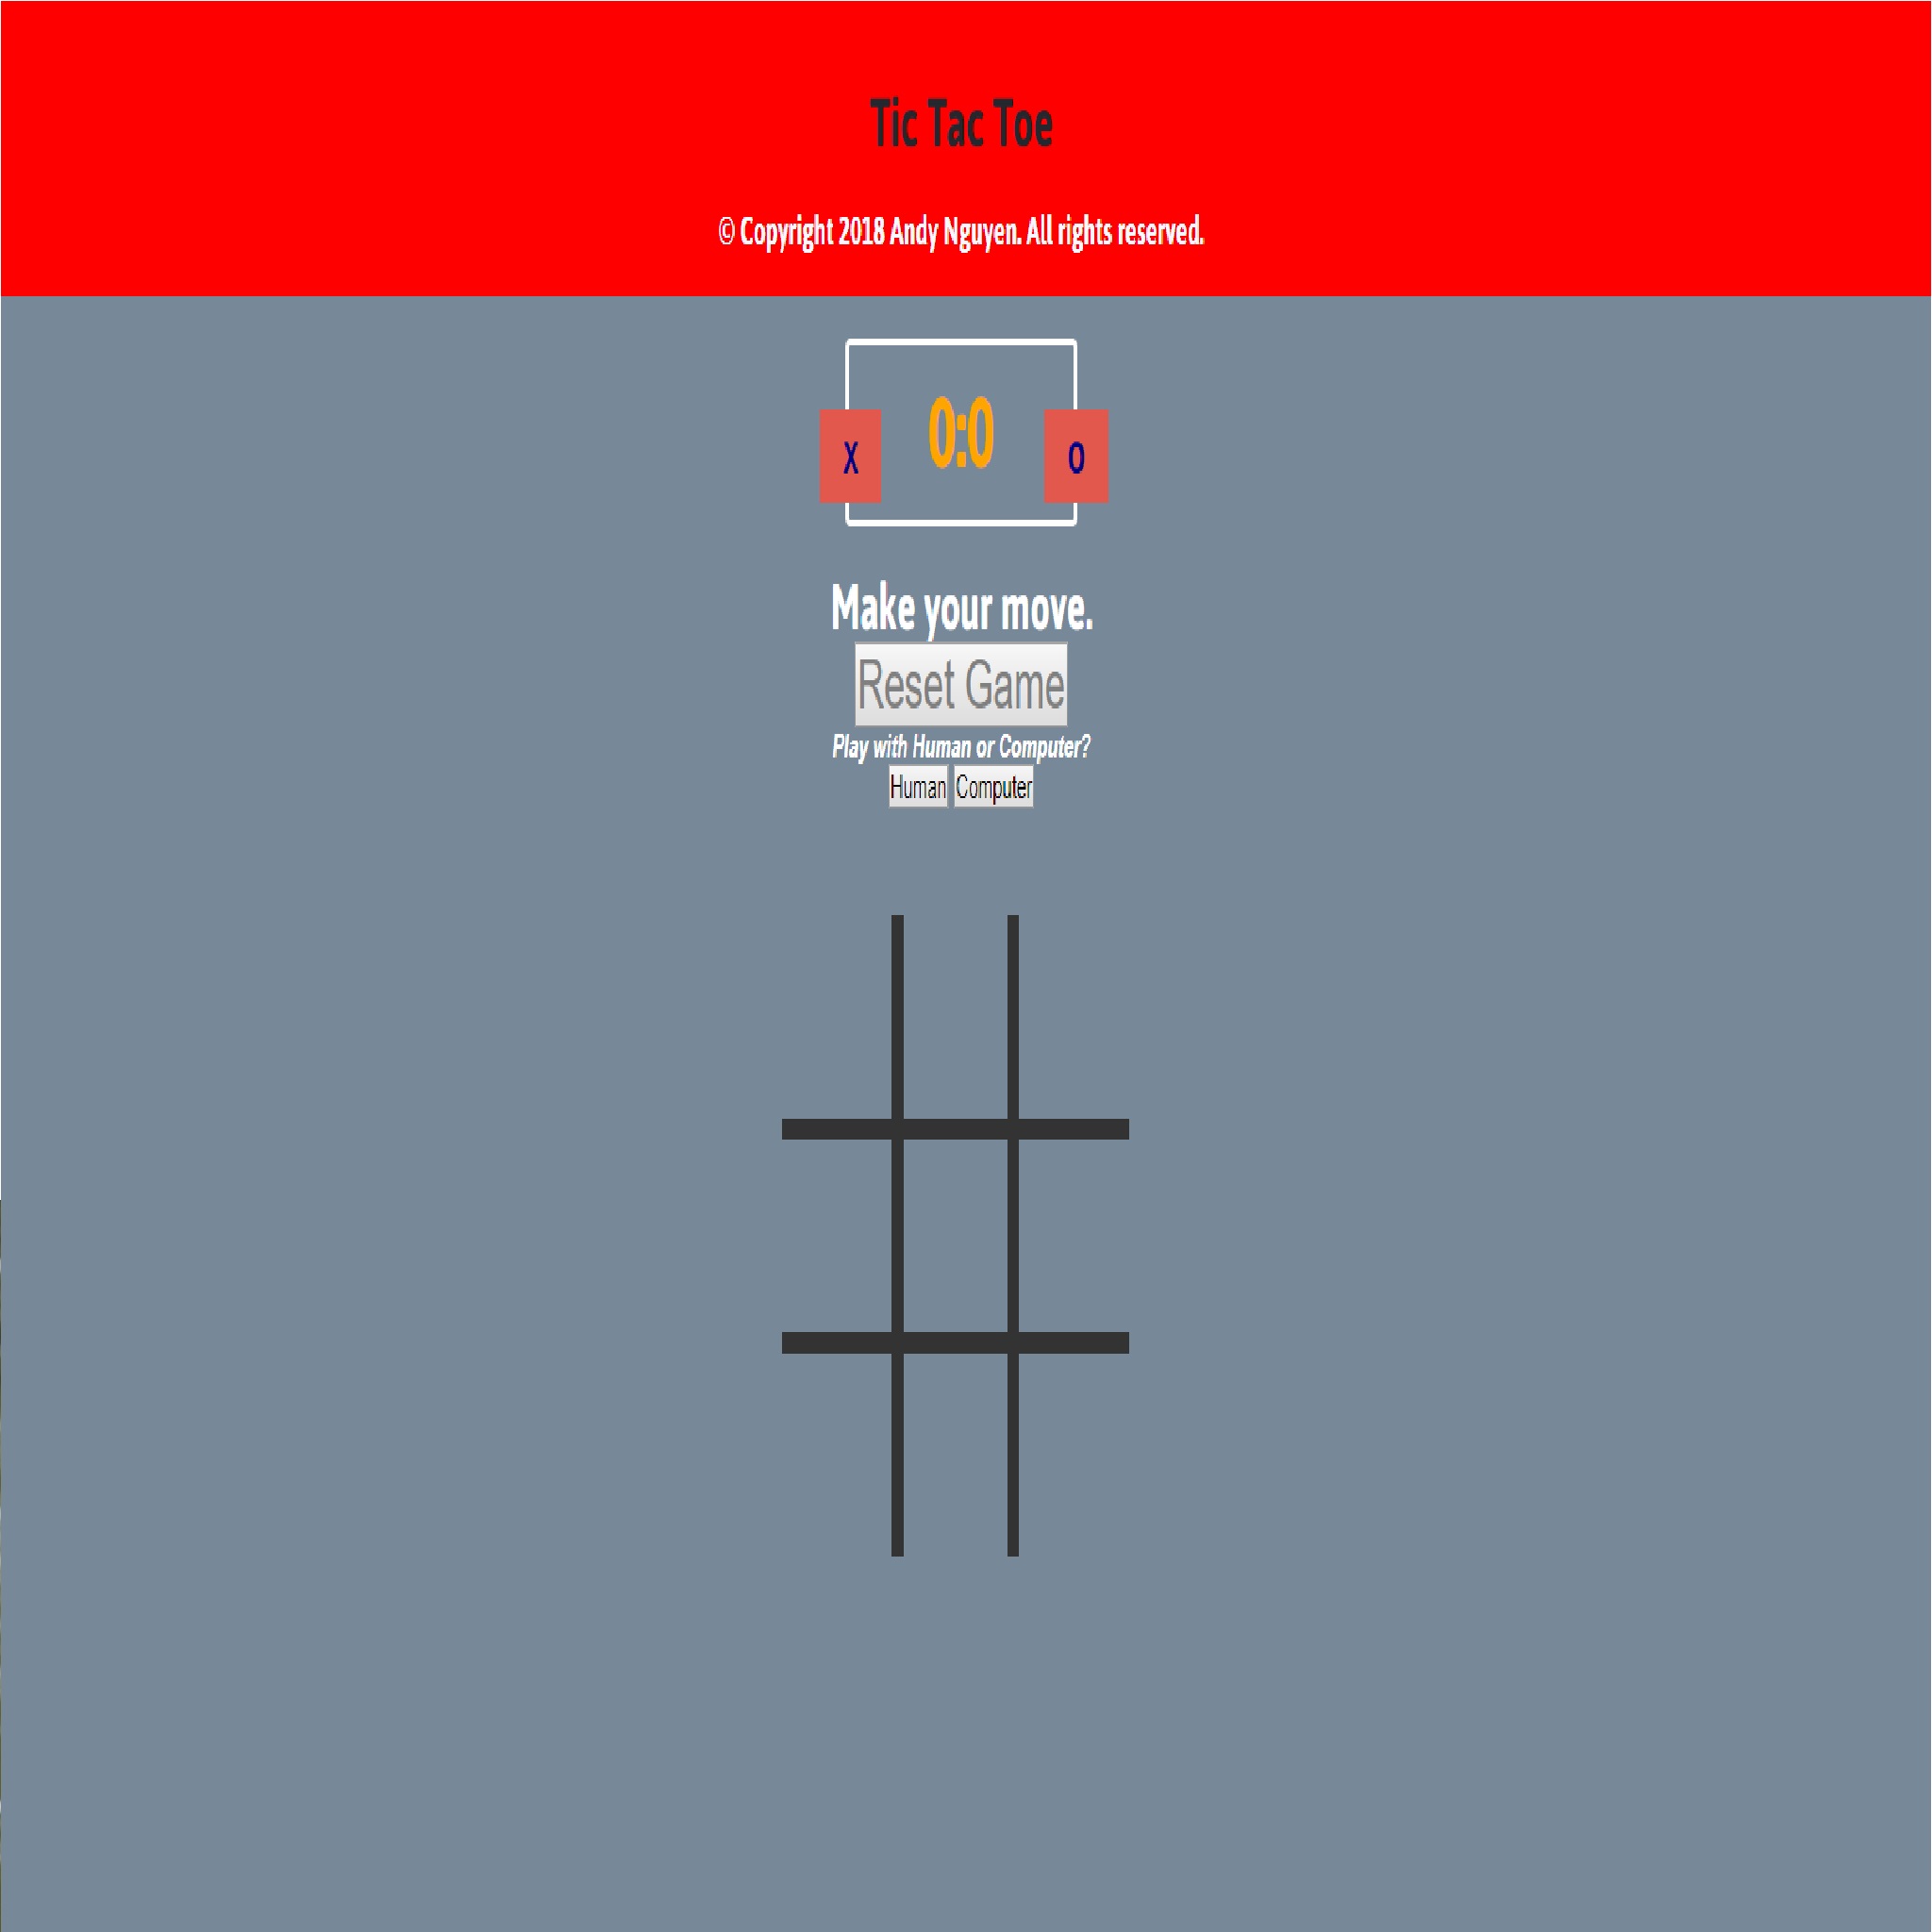 Tic Tac Toe
© Copyright 2018 Andy Nguyen. All rights reserved.
X 0:0 O
Make your move.
Reset Game
Play with Human or Computer?
Human Computer